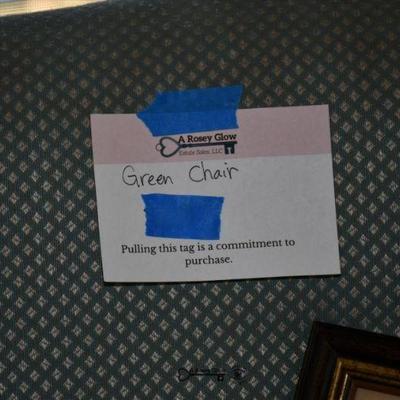 A Rosey Glow
Estate Sales, LLC
Green Chair
Pulling this tag is a commitment to
purchase.